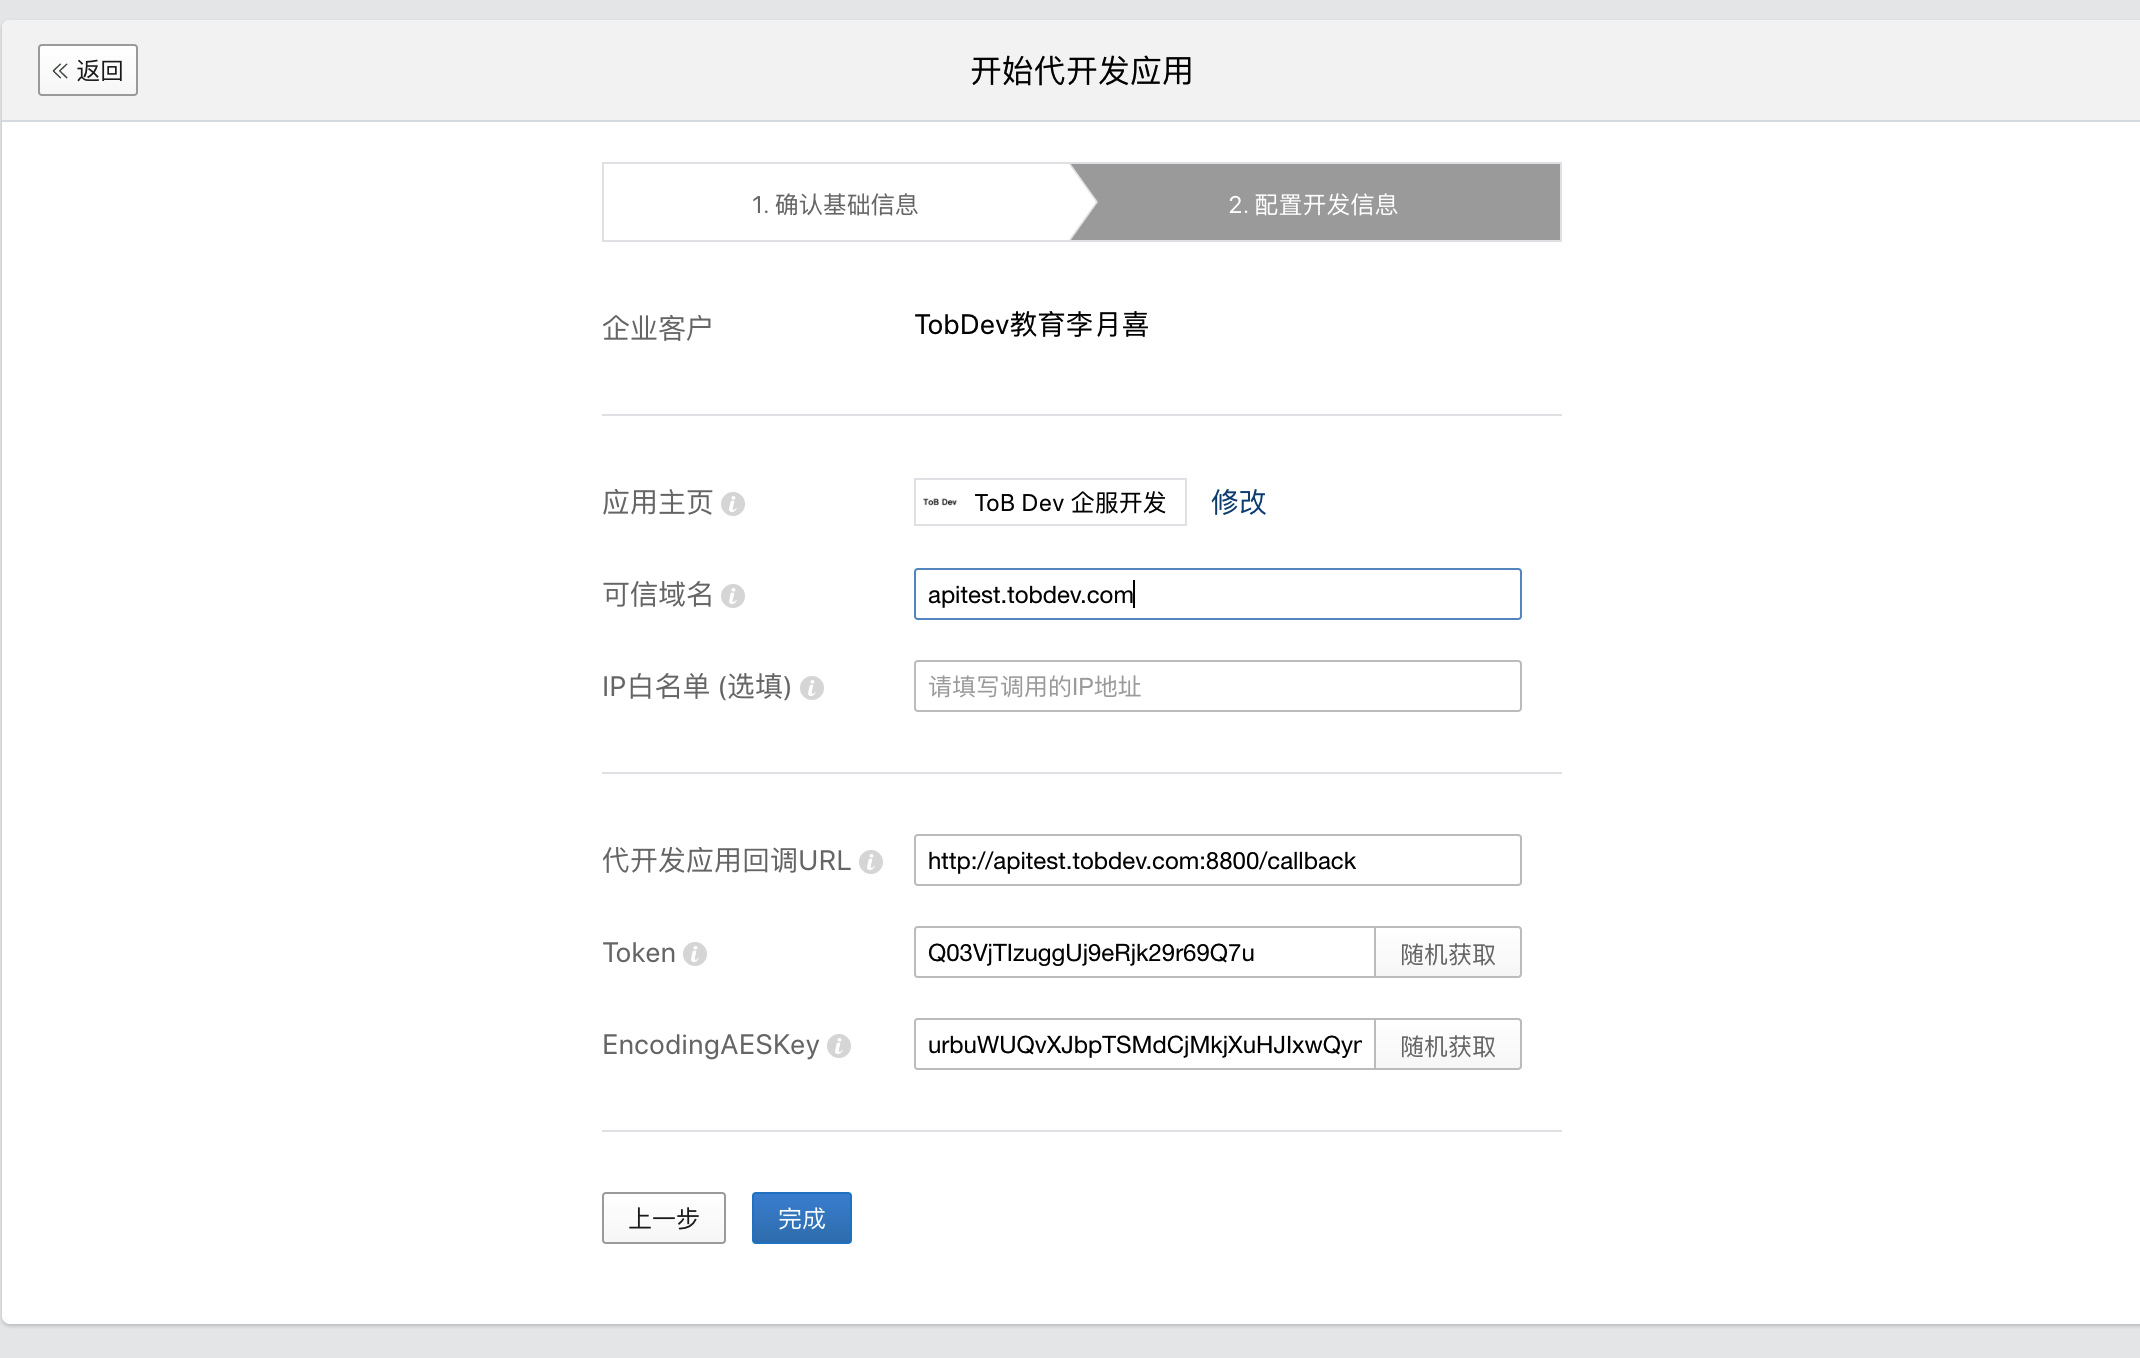 « 返回
开始代开发应用
1. 确认基础信息
2. 配置开发信息
企业客户
TobDev教育李月喜
应用主页
ToB Dev
ToB Dev 企服开发
修改
可信域名
apitest.tobdev.com
IP白名单 (选填)
请填写调用的IP地址
代开发应用回调URL
http://apitest.tobdev.com:8800/callback
Token
Q03VjTIzuggUj9eRjk29r69Q7u
随机获取
EncodingAESKey
urbuWUQvXJbpTSMdCjMkjXuHJIxwQyr
随机获取
上一步
完成